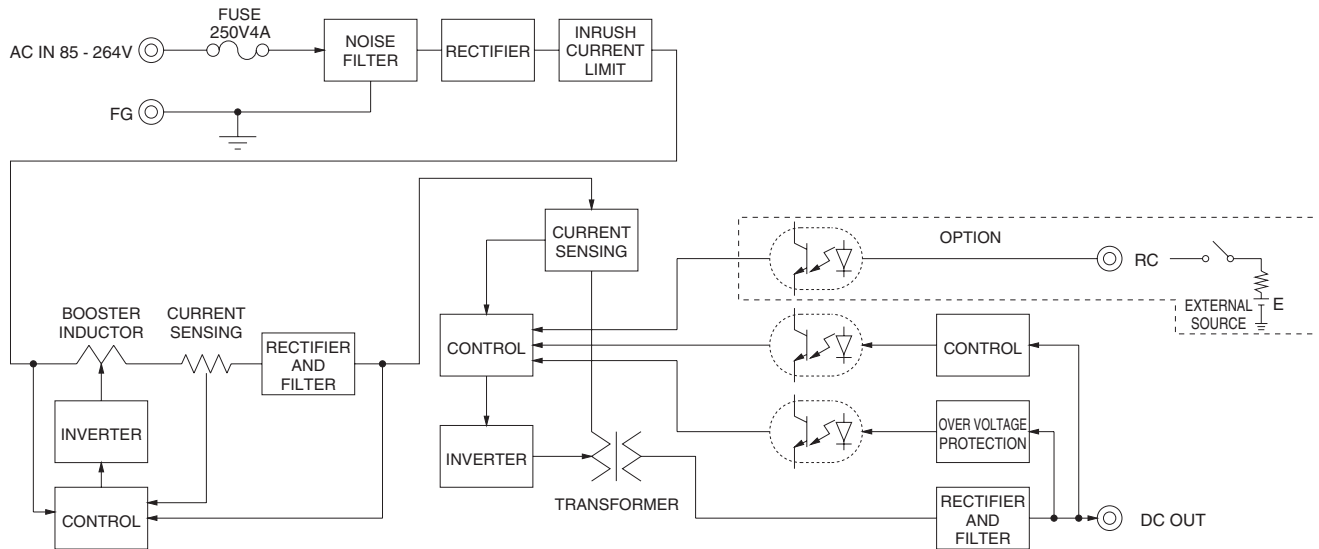 FUSE
250V4A
AC IN 85 - 264V
NOISE
FILTER
RECTIFIER
INRUSH
CURRENT
LIMIT
FG
CURRENT
SENSING
OPTION
RC
E
EXTERNAL
SOURCE
BOOSTER
INDUCTOR
CURRENT
SENSING
RECTIFIER
AND
FILTER
CONTROL
CONTROL
INVERTER
INVERTER
OVER VOLTAGE
PROTECTION
TRANSFORMER
CONTROL
RECTIFIER
AND
FILTER
DC OUT